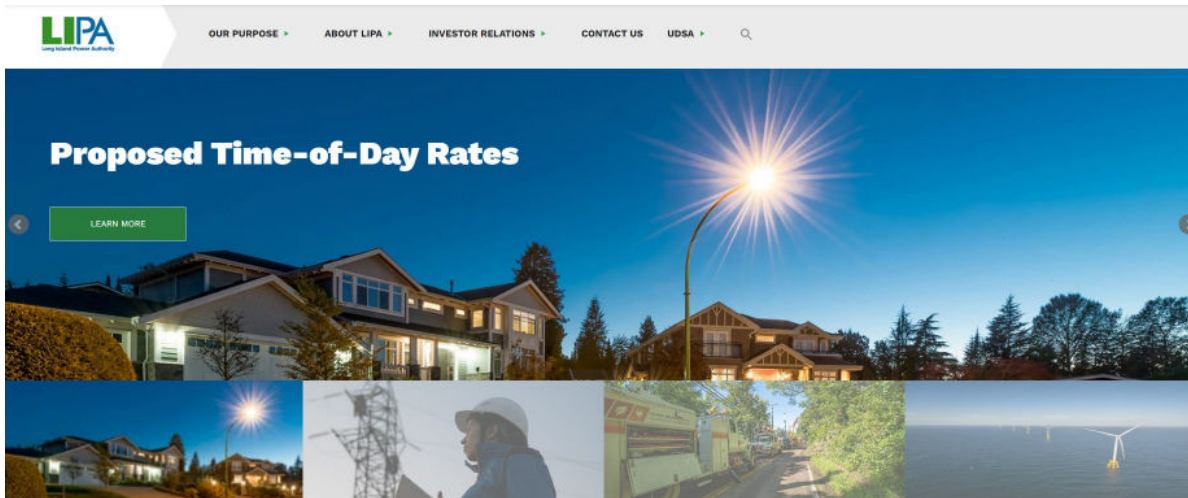 LIPA
Long Island Power Authority
OUR PURPOSE
ABOUT LIPA
INVESTOR RELATIONS
CONTACT US
UDSA
Proposed Time-of-Day Rates
LEARN MORE